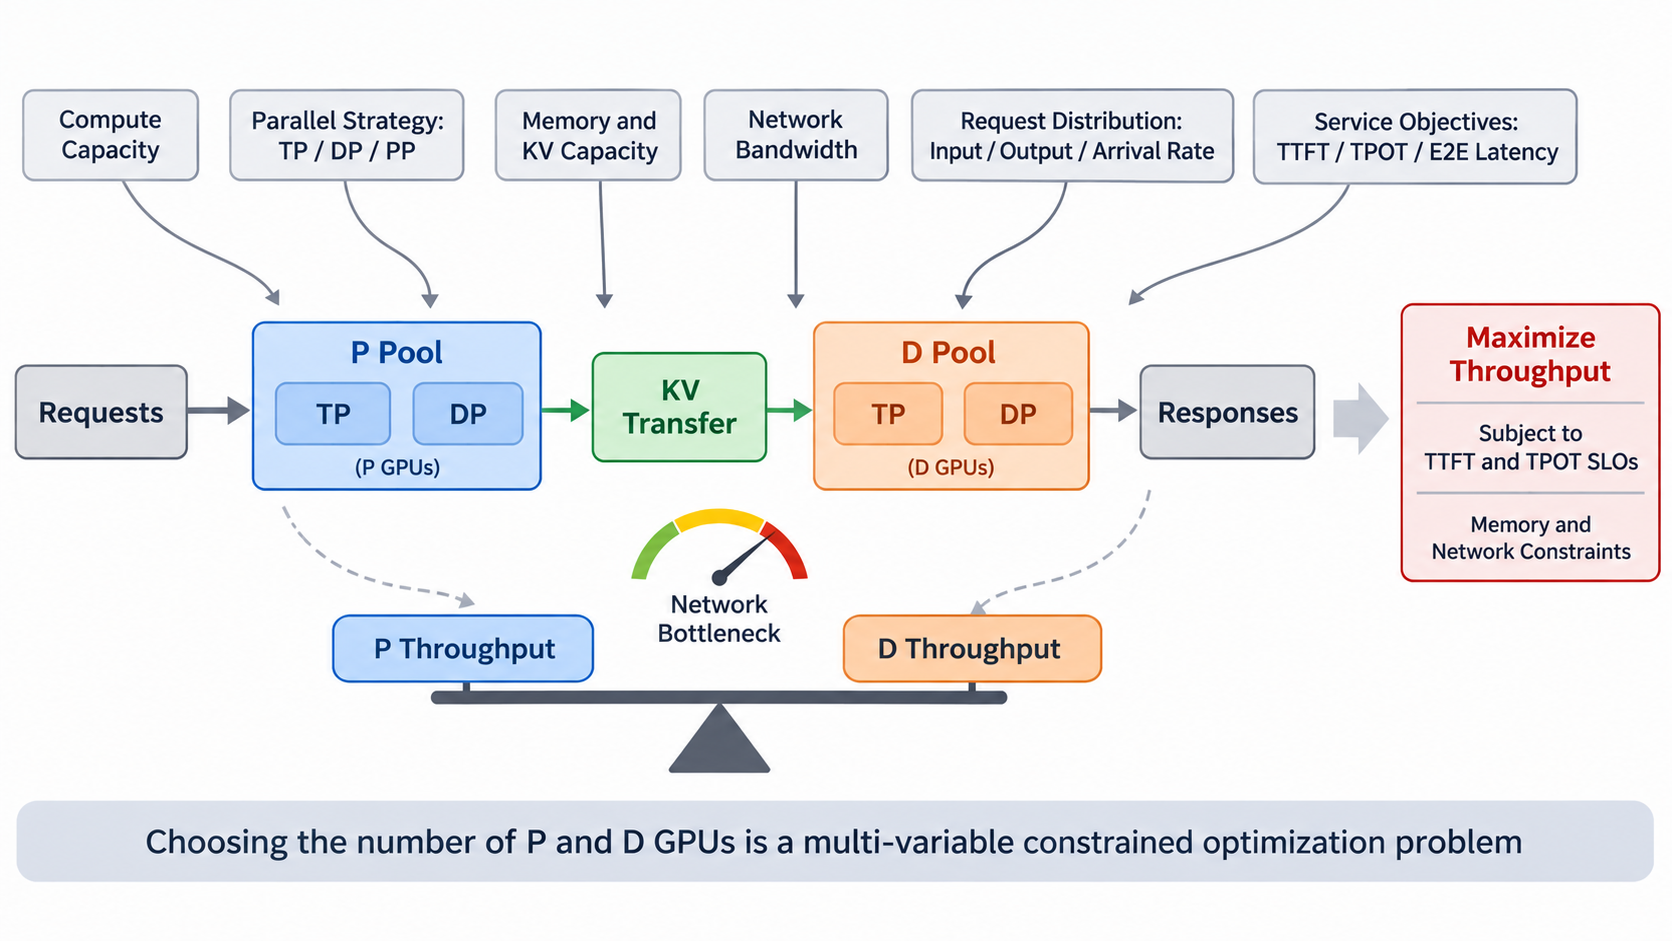 Compute
Capacity
Parallel Strategy:
TP / DP / PP
Memory and
KV Capacity
Network
Bandwidth
Request Distribution:
Input / Output / Arrival Rate
Service Objectives:
TTFT / TPOT / E2E Latency
Requests
P Pool
TP
DP
(P GPUs)
KV
Transfer
D Pool
TP
DP
(D GPUs)
Responses
Maximize
Throughput
Subject to
TTFT and TPOT SLOs
Memory and
Network Constraints
Network
Bottleneck
P Throughput
D Throughput
Choosing the number of P and D GPUs is a multi-variable constrained optimization problem